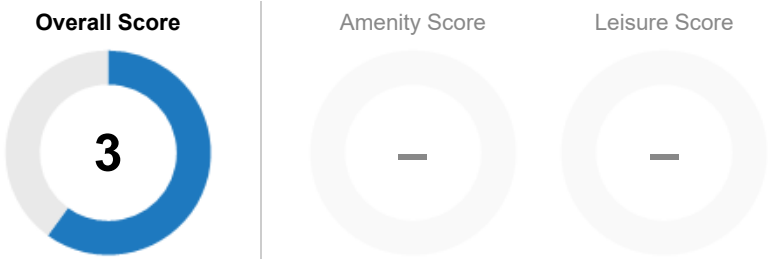 Overall Score
Amenity Score
Leisure Score
3
–
–